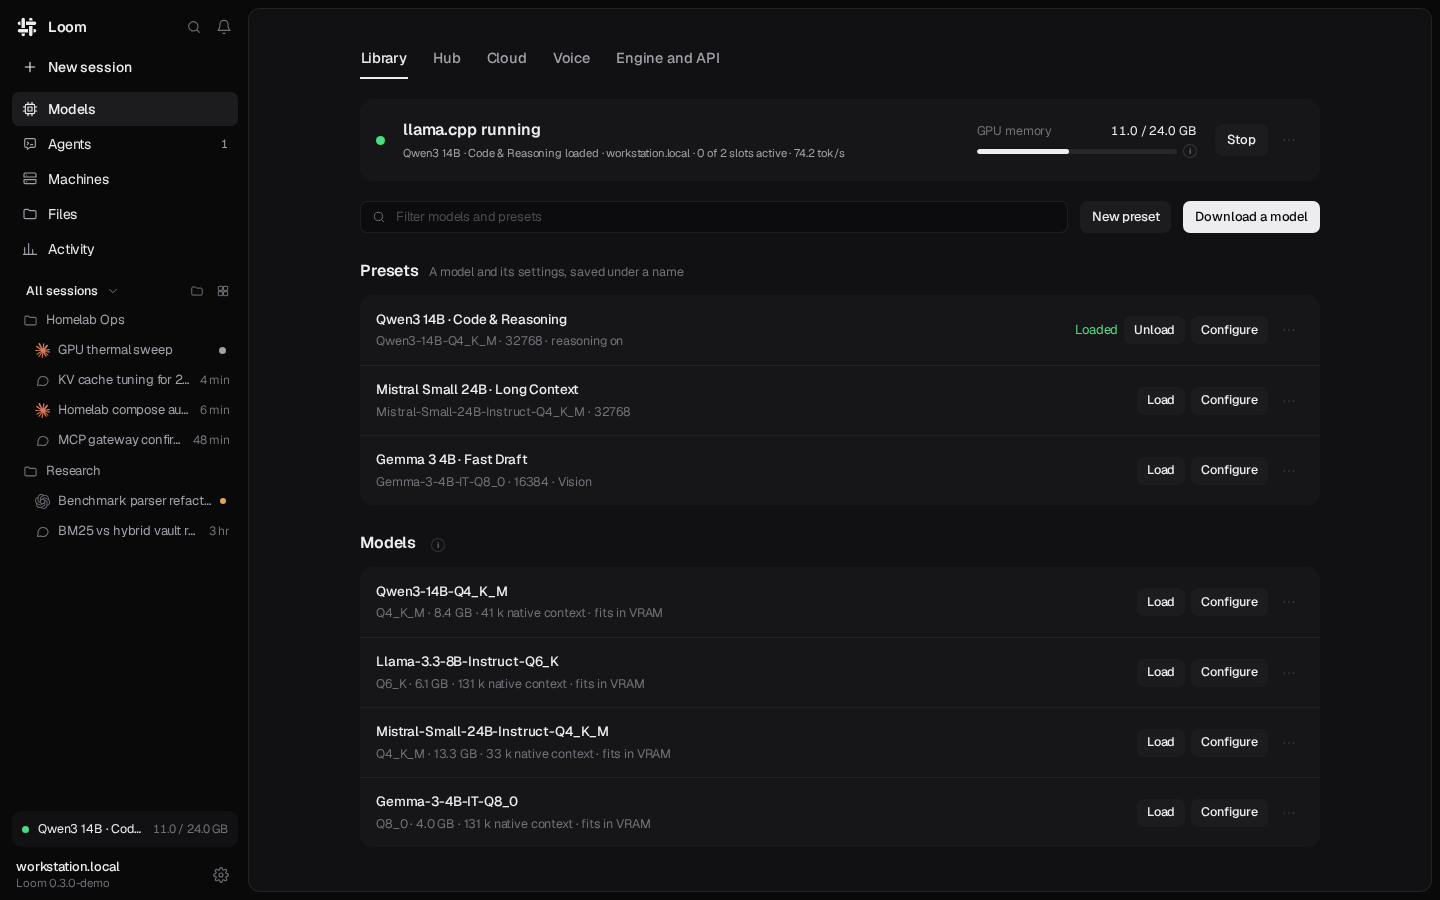 Loom
New session
Models
Agents 1
Machines
Files
Activity
All sessions
Homelab Ops
GPU thermal sweep
KV cache tuning for 2... 4 min
Homelab compose au... 6 min
MCP gateway confir... 48 min
Research
Benchmark parser refact...
BM25 vs hybrid vault r... 3 hr
Qwen3 14B · Cod... 11.0 / 24.0 GB
workstation.local
Loom 0.3.0-demo
Library Hub Cloud Voice Engine and API
llama.cpp running
Qwen3 14B · Code & Reasoning loaded · workstation.local · 0 of 2 slots active · 74.2 tok/s
GPU memory 11.0 / 24.0 GB
Stop
Filter models and presets
New preset
Download a model
Presets A model and its settings, saved under a name
Qwen3 14B · Code & Reasoning
Qwen3-14B-Q4_K_M · 32768 · reasoning on
Loaded Unload Configure
Mistral Small 24B · Long Context
Mistral-Small-24B-Instruct-Q4_K_M · 32768
Load Configure
Gemma 3 4B · Fast Draft
Gemma-3-4B-IT-Q8_0 · 16384 · Vision
Load Configure
Models
Qwen3-14B-Q4_K_M
Q4_K_M · 8.4 GB · 41 k native context · fits in VRAM
Load Configure
Llama-3.3-8B-Instruct-Q6_K
Q6_K · 6.1 GB · 131 k native context · fits in VRAM
Load Configure
Mistral-Small-24B-Instruct-Q4_K_M
Q4_K_M · 13.3 GB · 33 k native context · fits in VRAM
Load Configure
Gemma-3-4B-IT-Q8_0
Q8_0 · 4.0 GB · 131 k native context · fits in VRAM
Load Configure